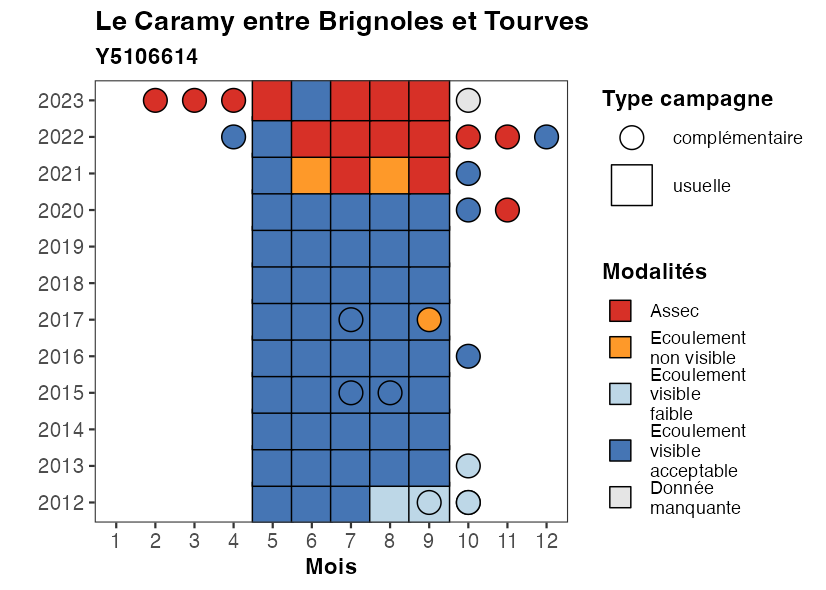 Le Caramy entre Brignoles et Tourves
Y5106614
2023
2022
2021
2020
2019
2018
2017
2016
2015
2014
2013
2012
1 2 3 4 5 6 7 8 9 10 11 12
Mois
Type campagne
complémentaire
usuelle
Modalités
Assec
Ecoulement
non visible
Ecoulement
visible
faible
Ecoulement
visible
acceptable
Donnée
manquante